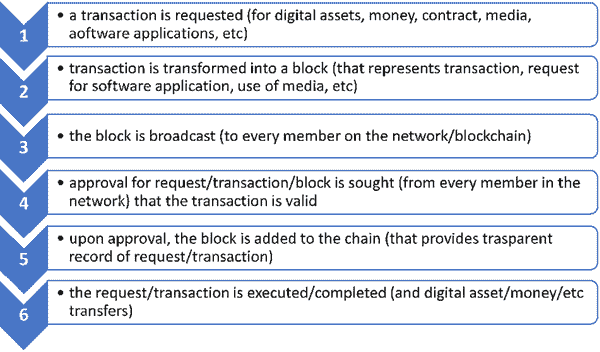 1
• a transaction is requested (for digital assets, money, contract, media,
aoftware applications, etc)
2
• transaction is transformed into a block (that represents transaction, request
for software application, use of media, etc)
3
• the block is broadcast (to every member on the network/blockchain)
4
• approval for request/transaction/block is sought (from every member in the
network) that the transaction is valid
5
• upon approval, the block is added to the chain (that provides trasparent
record of request/transaction)
6
• the request/transaction is executed/completed (and digital asset/money/etc
transfers)